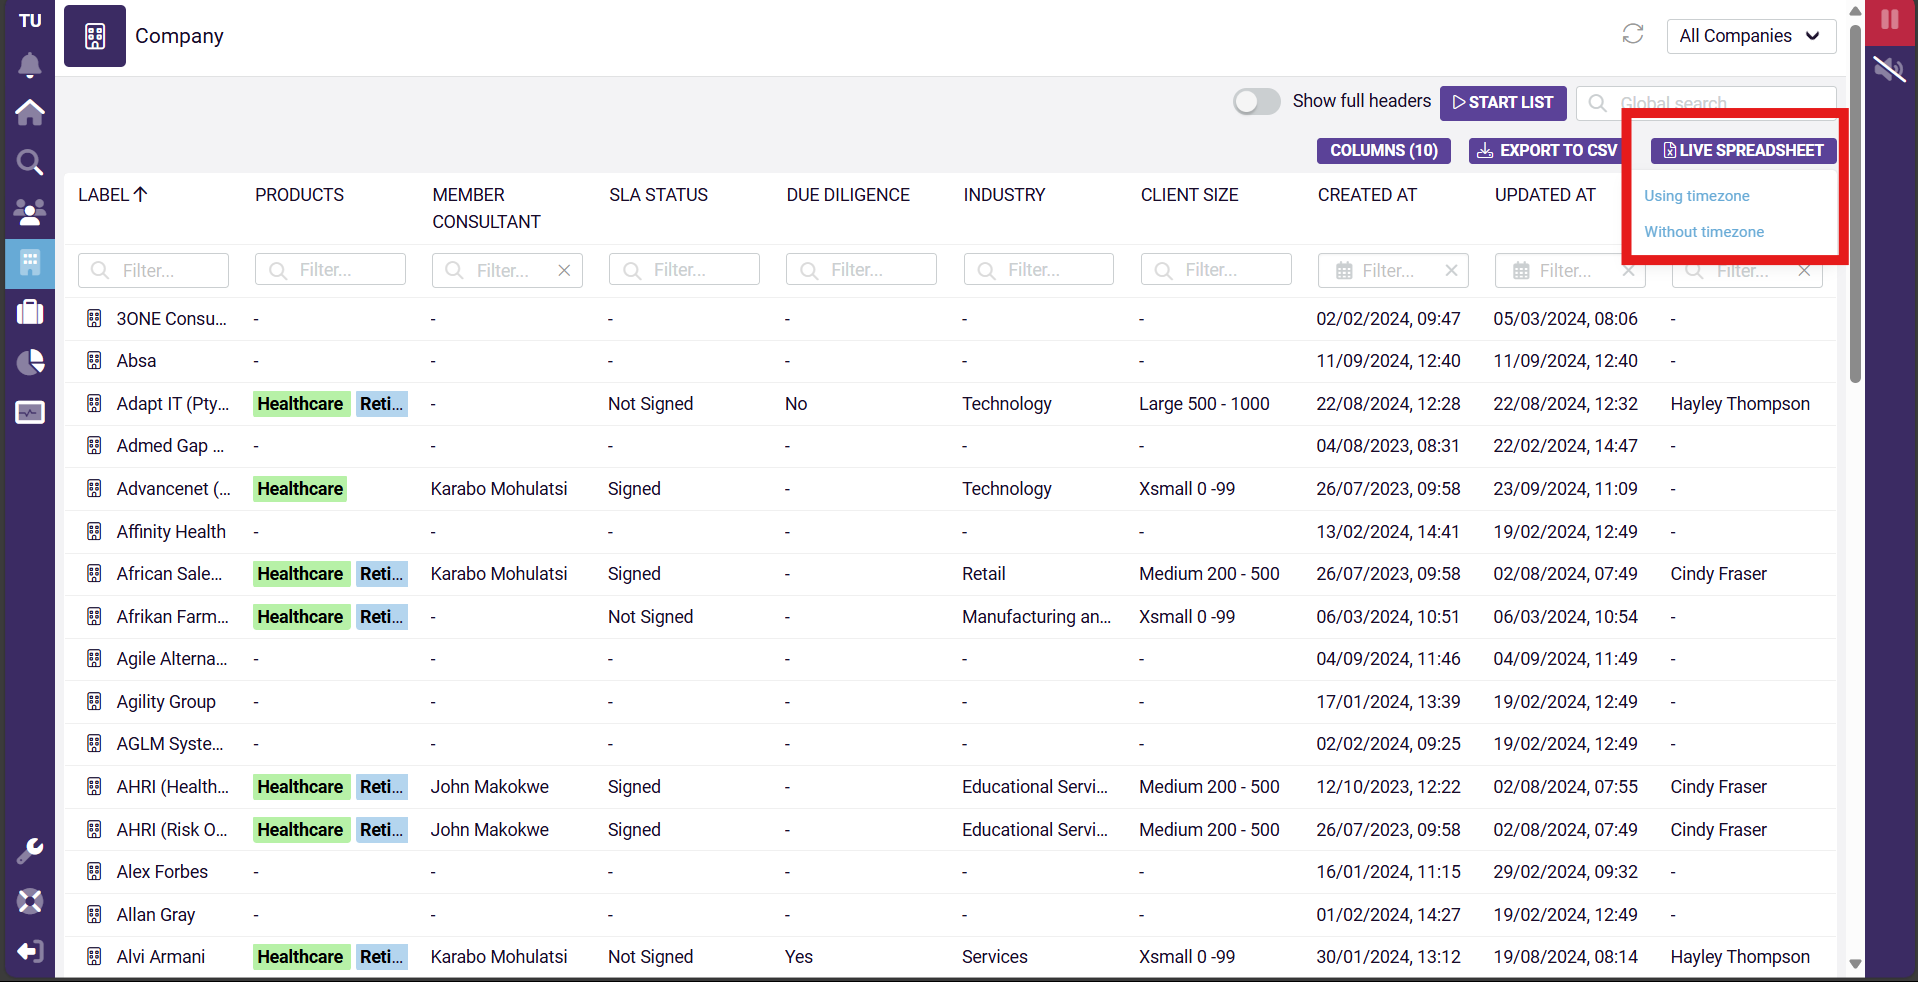 TU
Company
All Companies
Show full headers
START LIST
Global search
COLUMNS (10)
EXPORT TO CSV
LIVE SPREADSHEET
Using timezone
Without timezone
LABEL PRODUCTS MEMBER CONSULTANT SLA STATUS DUE DILIGENCE INDUSTRY CLIENT SIZE CREATED AT UPDATED AT
Filter... Filter... Filter... Filter... Filter... Filter... Filter... Filter... Filter... Filter...
3ONE Consu... - - - - - - 02/02/2024, 09:47 05/03/2024, 08:06 -
Absa - - - - - - 11/09/2024, 12:40 11/09/2024, 12:40 -
Adapt IT (Pty... Healthcare Reti... - Not Signed No Technology Large 500 - 1000 22/08/2024, 12:28 22/08/2024, 12:32 Hayley Thompson
Admed Gap ... - - - - - - 04/08/2023, 08:31 22/02/2024, 14:47 -
Advancenet (... Healthcare Karabo Mohulatsi Signed - Technology Xsmall 0 -99 26/07/2023, 09:58 23/09/2024, 11:09 -
Affinity Health - - - - - - 13/02/2024, 14:41 19/02/2024, 12:49 -
African Sale... Healthcare Reti... Karabo Mohulatsi Signed - Retail Medium 200 - 500 26/07/2023, 09:58 02/08/2024, 07:49 Cindy Fraser
Afrikan Farm... Healthcare Reti... - Not Signed - Manufacturing an... Xsmall 0 -99 06/03/2024, 10:51 06/03/2024, 10:54 -
Agile Alterna... - - - - - - 04/09/2024, 11:46 04/09/2024, 11:49 -
Agility Group - - - - - - 17/01/2024, 13:39 19/02/2024, 12:49 -
AGLM Syste... - - - - - - 02/02/2024, 09:25 19/02/2024, 12:49 -
AHRI (Health... Healthcare Reti... John Makokwe Signed - Educational Servi... Medium 200 - 500 12/10/2023, 12:22 02/08/2024, 07:55 Cindy Fraser
AHRI (Risk O... Healthcare Reti... John Makokwe Signed - Educational Servi... Medium 200 - 500 26/07/2023, 09:58 02/08/2024, 07:49 Cindy Fraser
Alex Forbes - - - - - - 16/01/2024, 11:15 29/02/2024, 09:32 -
Allan Gray - - - - - - 01/02/2024, 14:27 19/02/2024, 12:49 -
Alvi Armani Healthcare Reti... Karabo Mohulatsi Not Signed Yes Services Xsmall 0 -99 30/01/2024, 13:12 19/08/2024, 08:14 Hayley Thompson